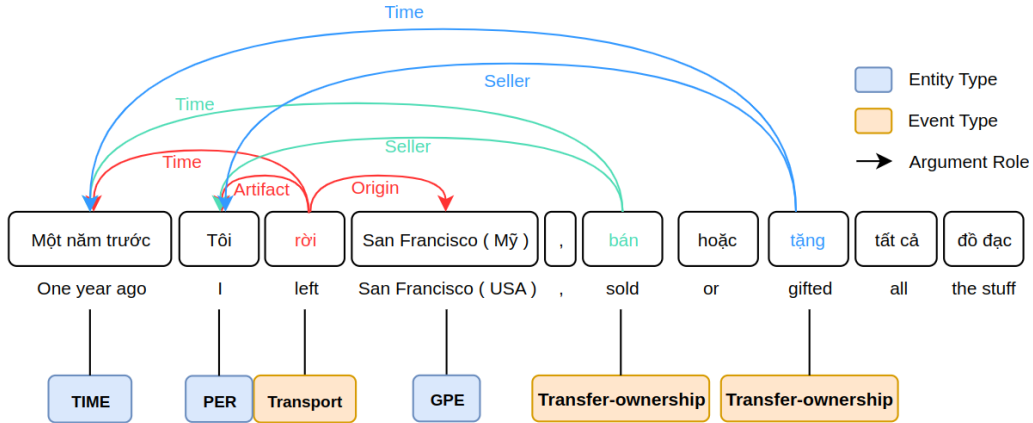 Time
Seller
Time
Seller
Time
Artifact
Origin
Entity Type
Event Type
Argument Role
Một năm trước Tôi rời San Francisco ( Mỹ ) , bán hoặc tặng tất cả đồ đạc
One year ago I left San Francisco ( USA ) , sold or gifted all the stuff
TIME PER Transport GPE Transfer-ownership Transfer-ownership